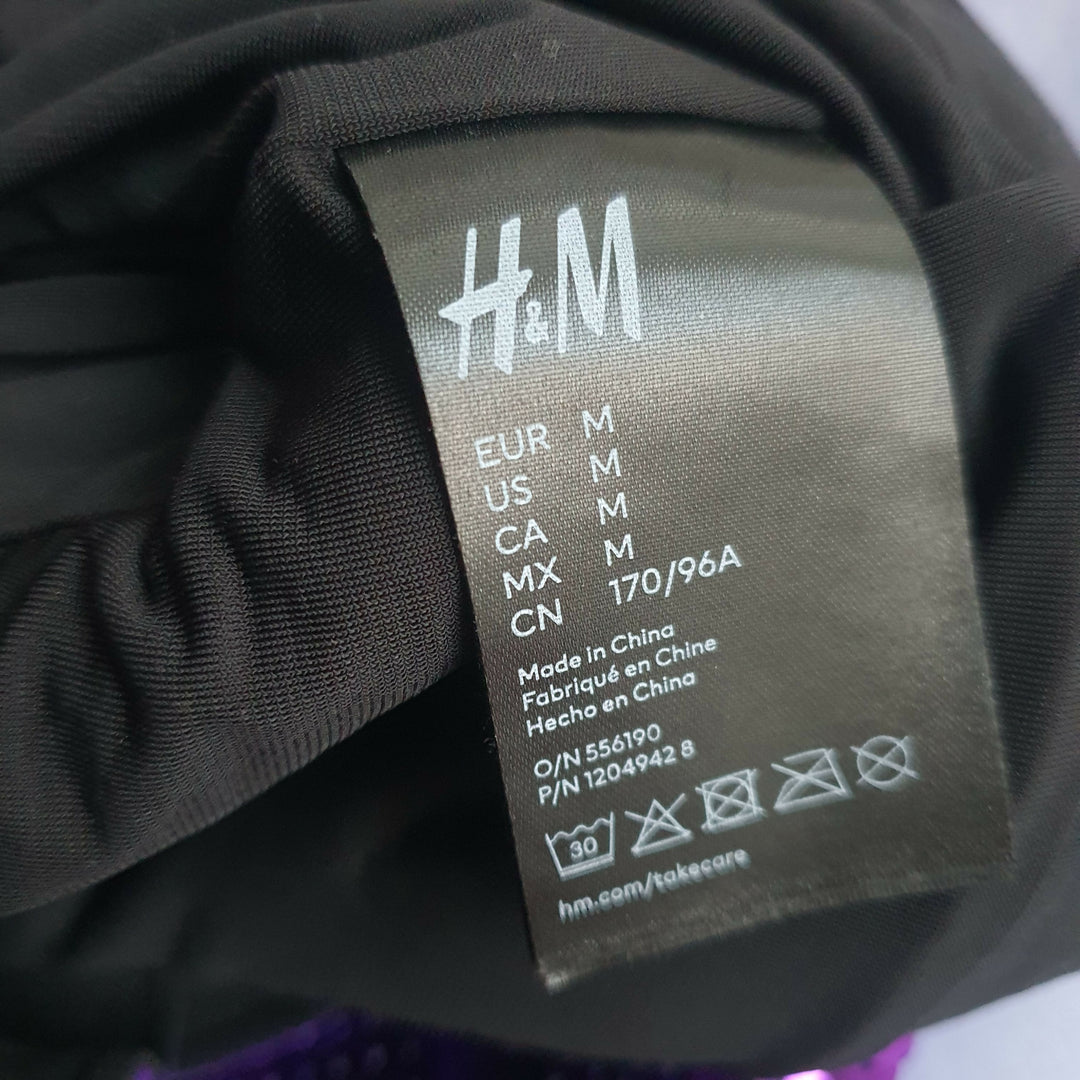 H&M
EUR M
US M
CA M
MX M
CN 170/96A
Made in China
Fabriqué en Chine
Hecho en China
O/N 556190
P/N 1204942 8
30
hm.com/takecare